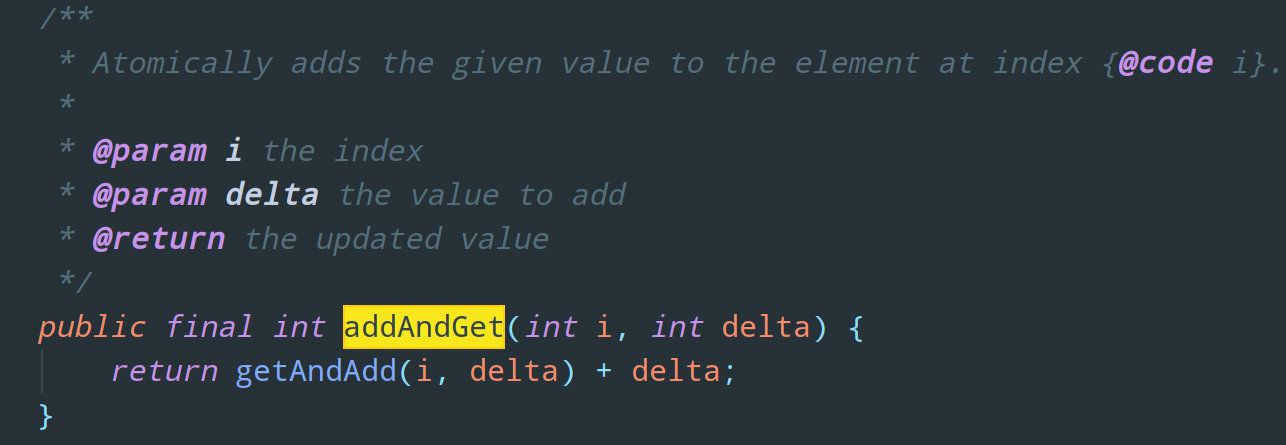 /**
 * Atomically adds the given value to the element at index {@code i}.
 *
 * @param i the index
 * @param delta the value to add
 * @return the updated value
 */
public final int addAndGet(int i, int delta) {
    return getAndAdd(i, delta) + delta;
}